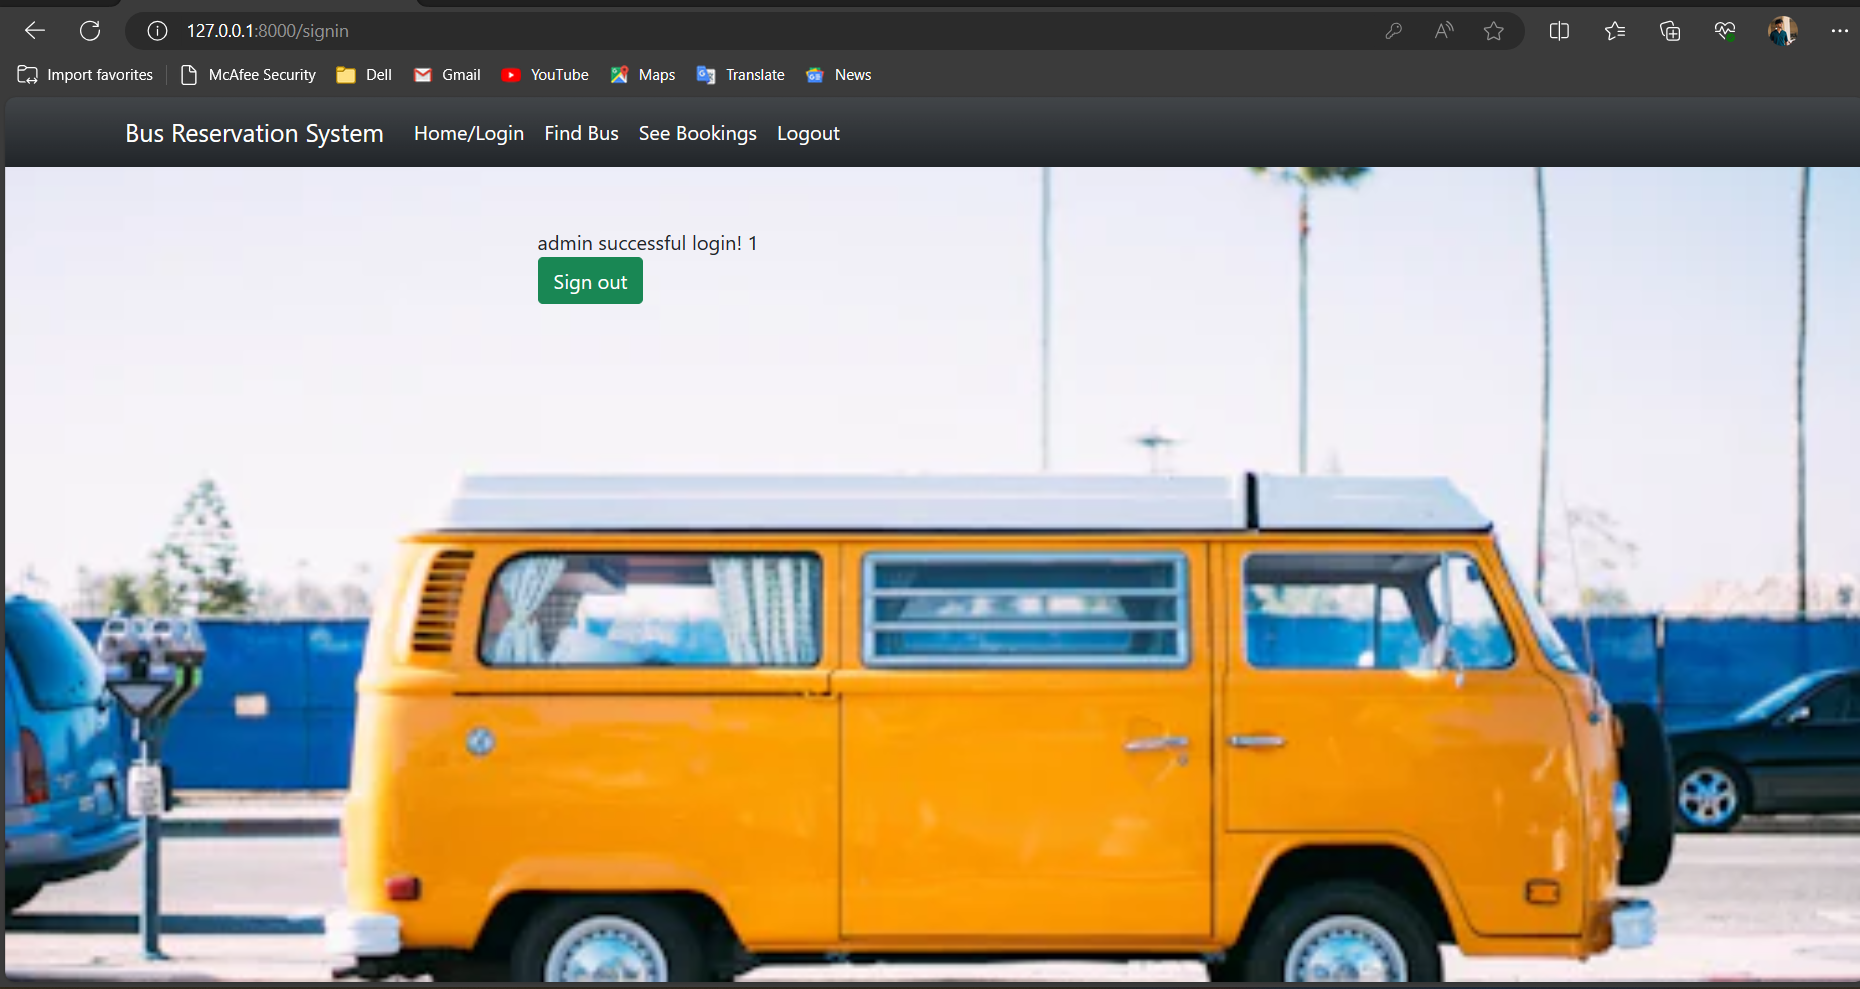 127.0.0.1:8000/signin
Import favorites McAfee Security Dell Gmail YouTube Maps Translate News
Bus Reservation System Home/Login Find Bus See Bookings Logout
admin successful login! 1
Sign out